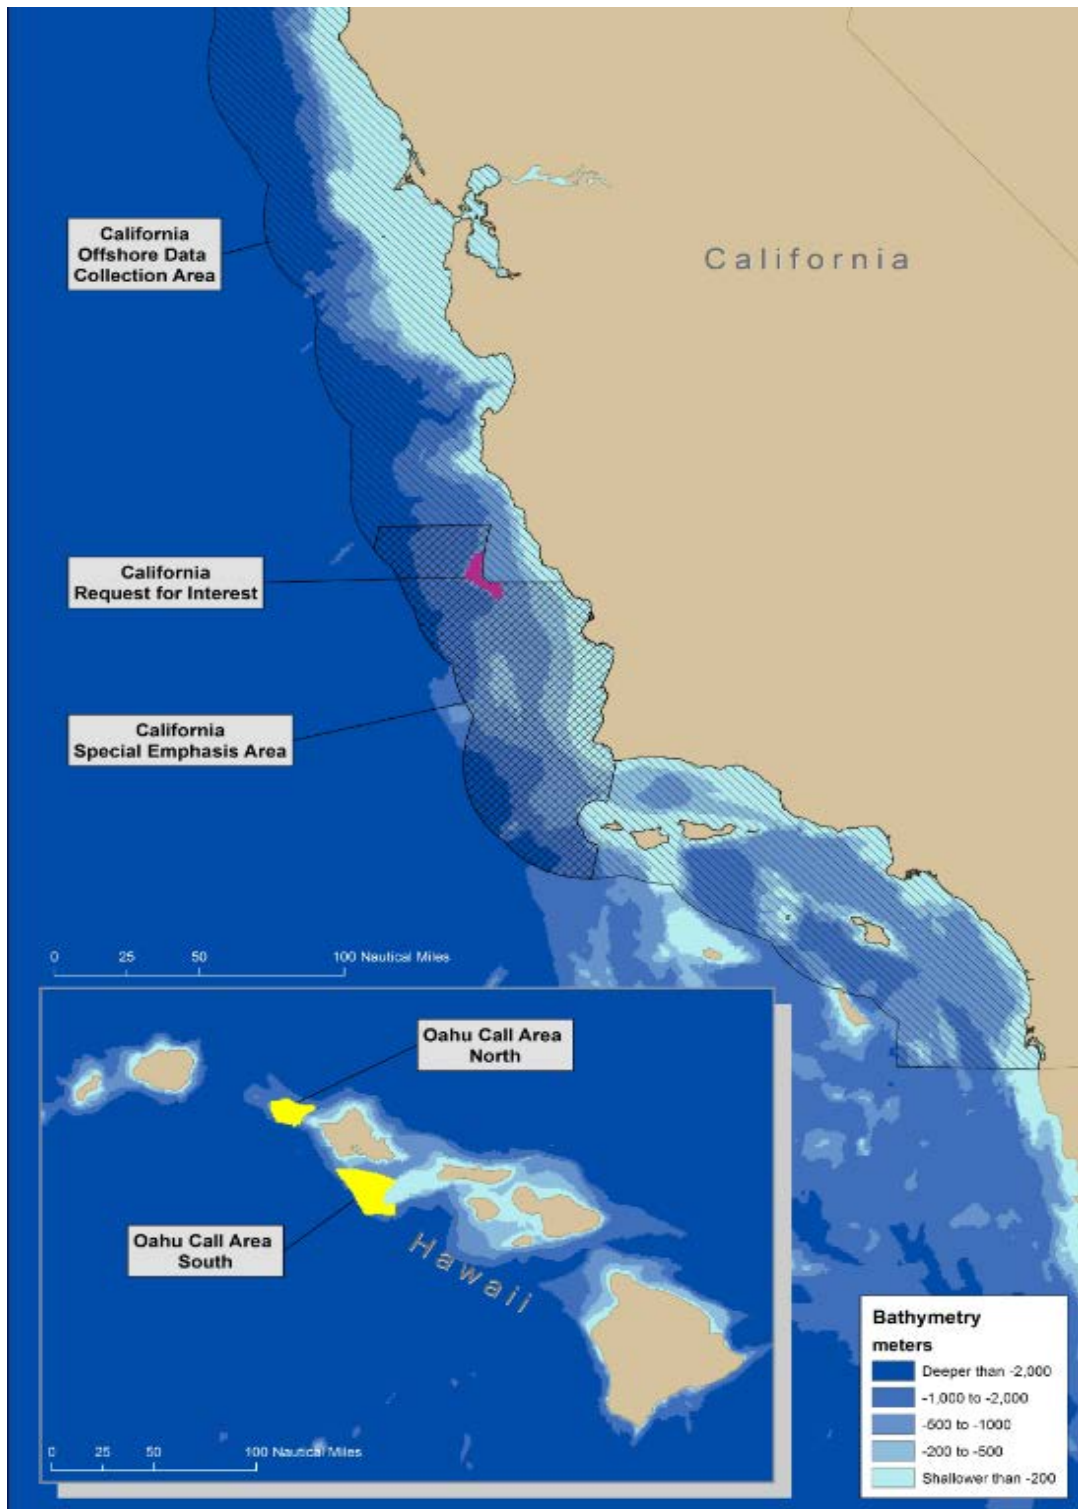 California
Offshore Data
Collection Area
California
California
Request for Interest
California
Special Emphasis Area
0 25 50 100 Nautical Miles
Oahu Call Area
North
Oahu Call Area
South
Hawaii
0 25 50 100 Nautical Miles
Bathymetry
meters
Deeper than -2,000
-1,000 to -2,000
-500 to -1000
-200 to -500
Shallower than -200